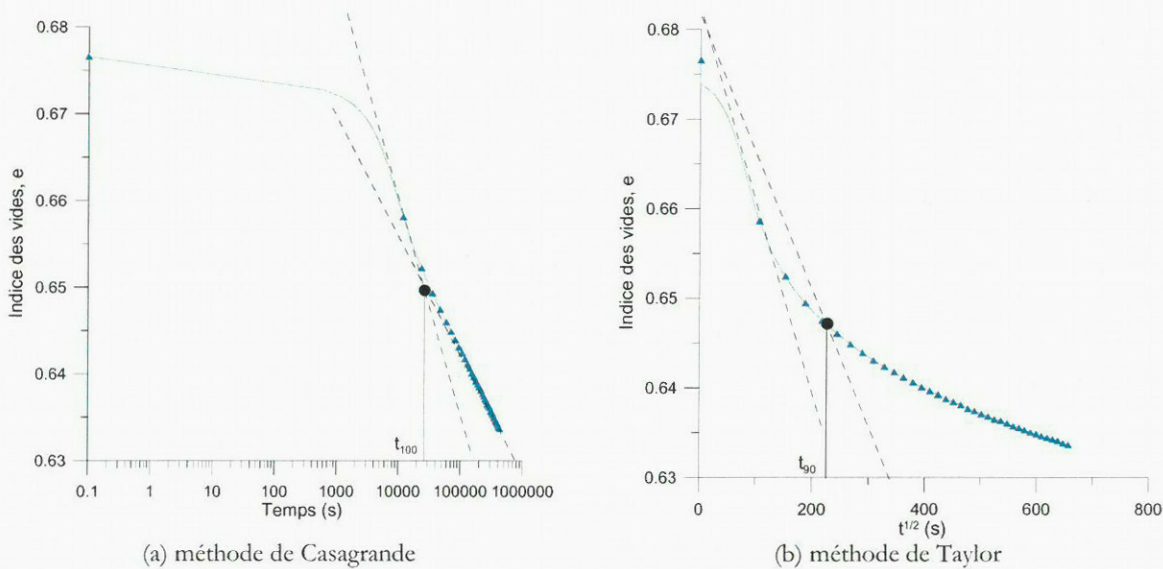 0.68
0.67
0.66
0.65
0.64
0.63
Indice des vides, e
t100
0.1 1 10 100 1000 10000 100000 1000000
Temps (s)
(a) méthode de Casagrande
0.68
0.67
0.66
0.65
0.64
0.63
Indice des vides, e
t90
0 200 400 600 800
t1/2 (s)
(b) méthode de Taylor